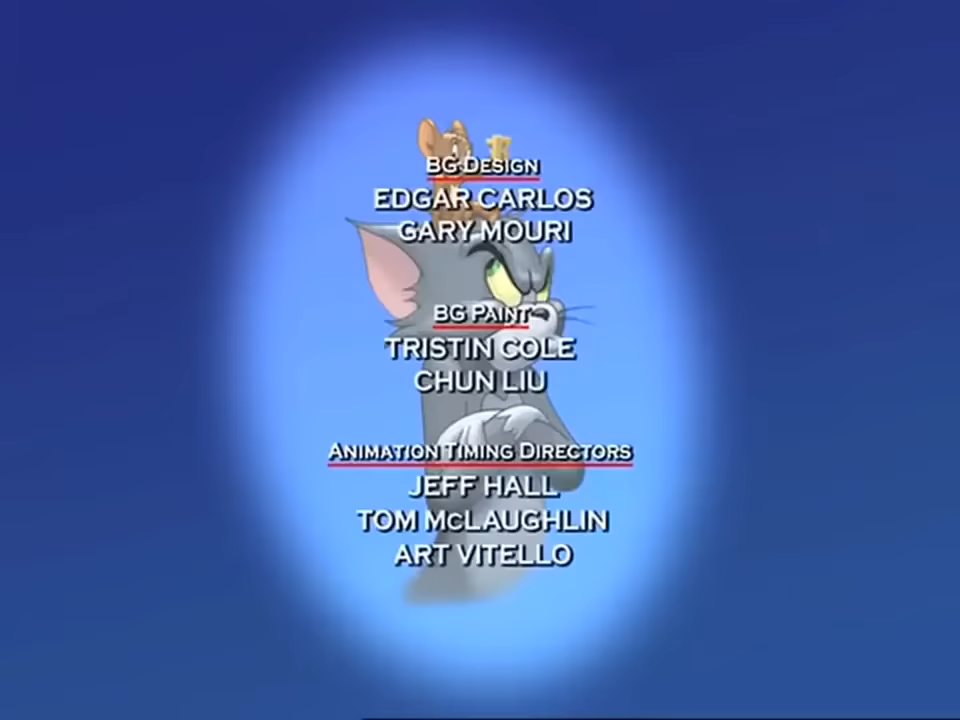 BG Design
EDGAR CARLOS
GARY MOURI
BG Paint
TRISTIN COLE
CHUN LIU
Animation Timing Directors
JEFF HALL
TOM McLAUGHLIN
ART VITELLO